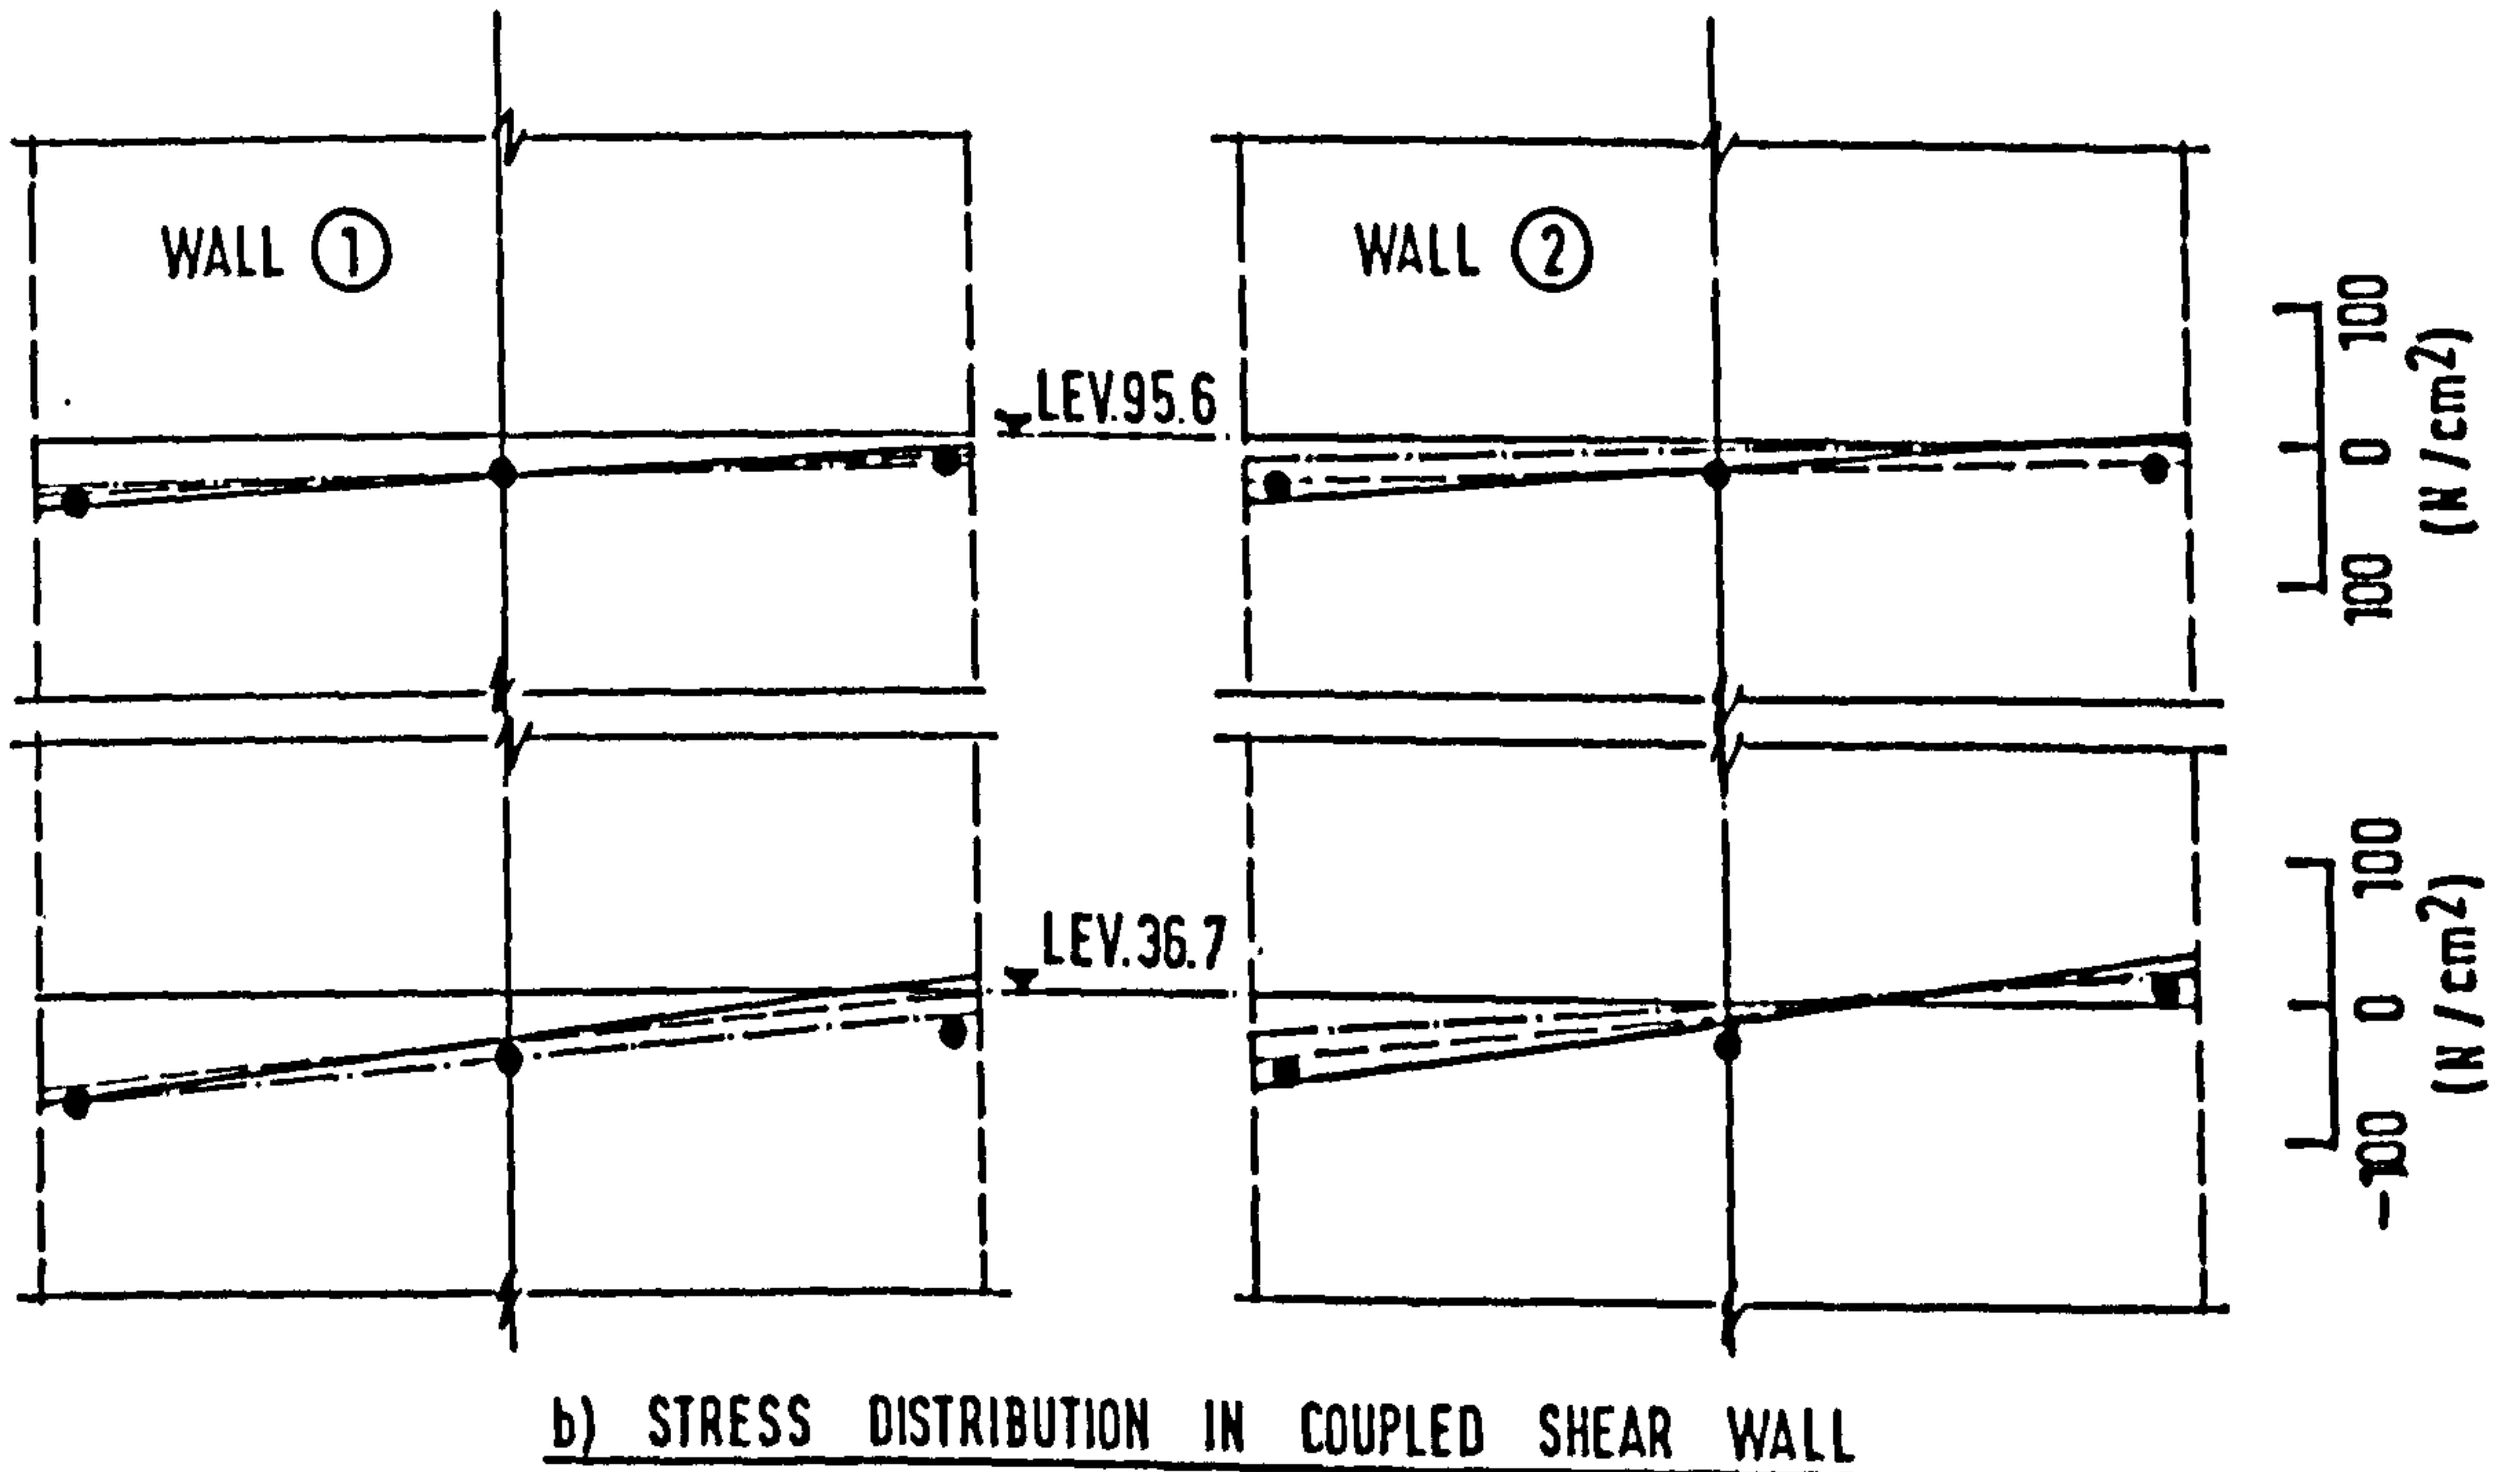 WALL 1
WALL 2
LEV.95.6
100
0
100
(N/cm2)
LEV.36.7
100
0
-100
(N/cm2)
b) STRESS DISTRIBUTION IN COUPLED SHEAR WALL